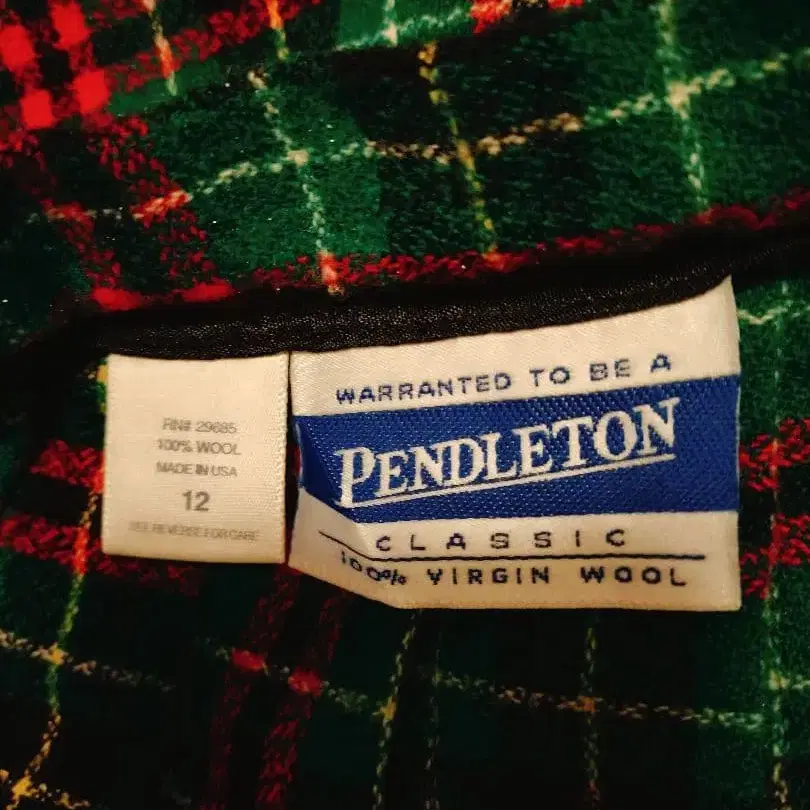 RN# 29685
100% WOOL
MADE IN USA
12
SEE REVERSE FOR CARE
WARRANTED TO BE A
PENDLETON
CLASSIC
100% VIRGIN WOOL